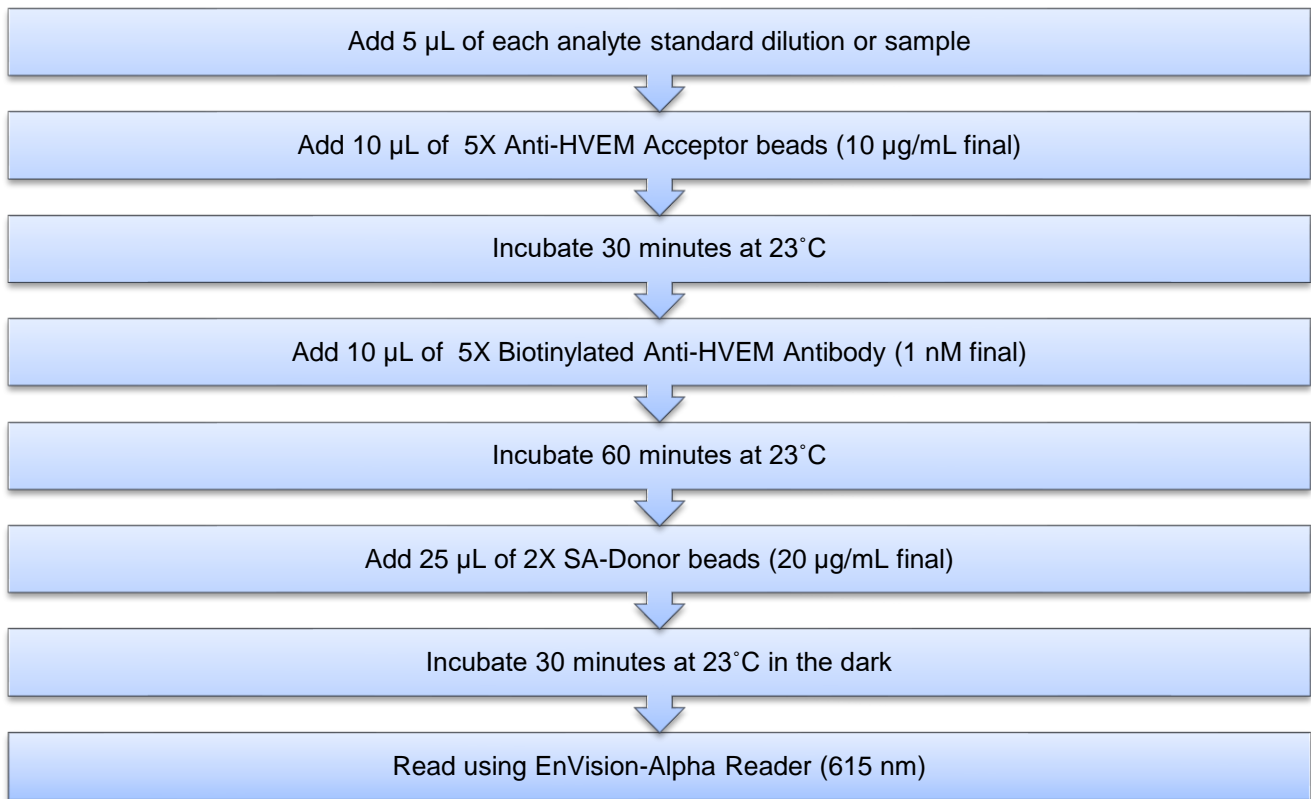 Add 5 µL of each analyte standard dilution or sample
Add 10 µL of  5X Anti-HVEM Acceptor beads (10 µg/mL final)
Incubate 30 minutes at 23˚C
Add 10 µL of  5X Biotinylated Anti-HVEM Antibody (1 nM final)
Incubate 60 minutes at 23˚C
Add 25 µL of 2X SA-Donor beads (20 µg/mL final)
Incubate 30 minutes at 23˚C in the dark
Read using EnVision-Alpha Reader (615 nm)